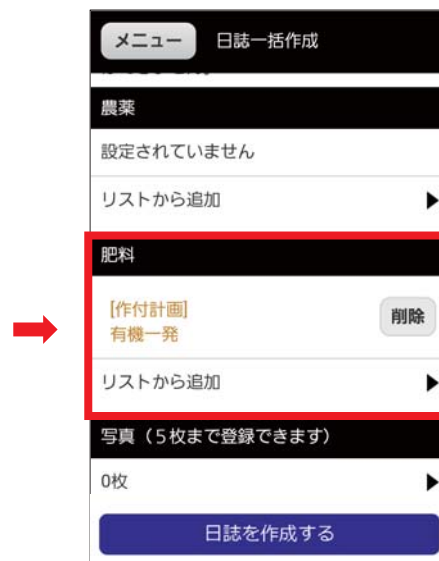 メニュー
日誌一括作成
農薬
設定されていません
リストから追加
肥料
[作付計画]
有機一発
削除
リストから追加
写真（５枚まで登録できます）
0枚
日誌を作成する